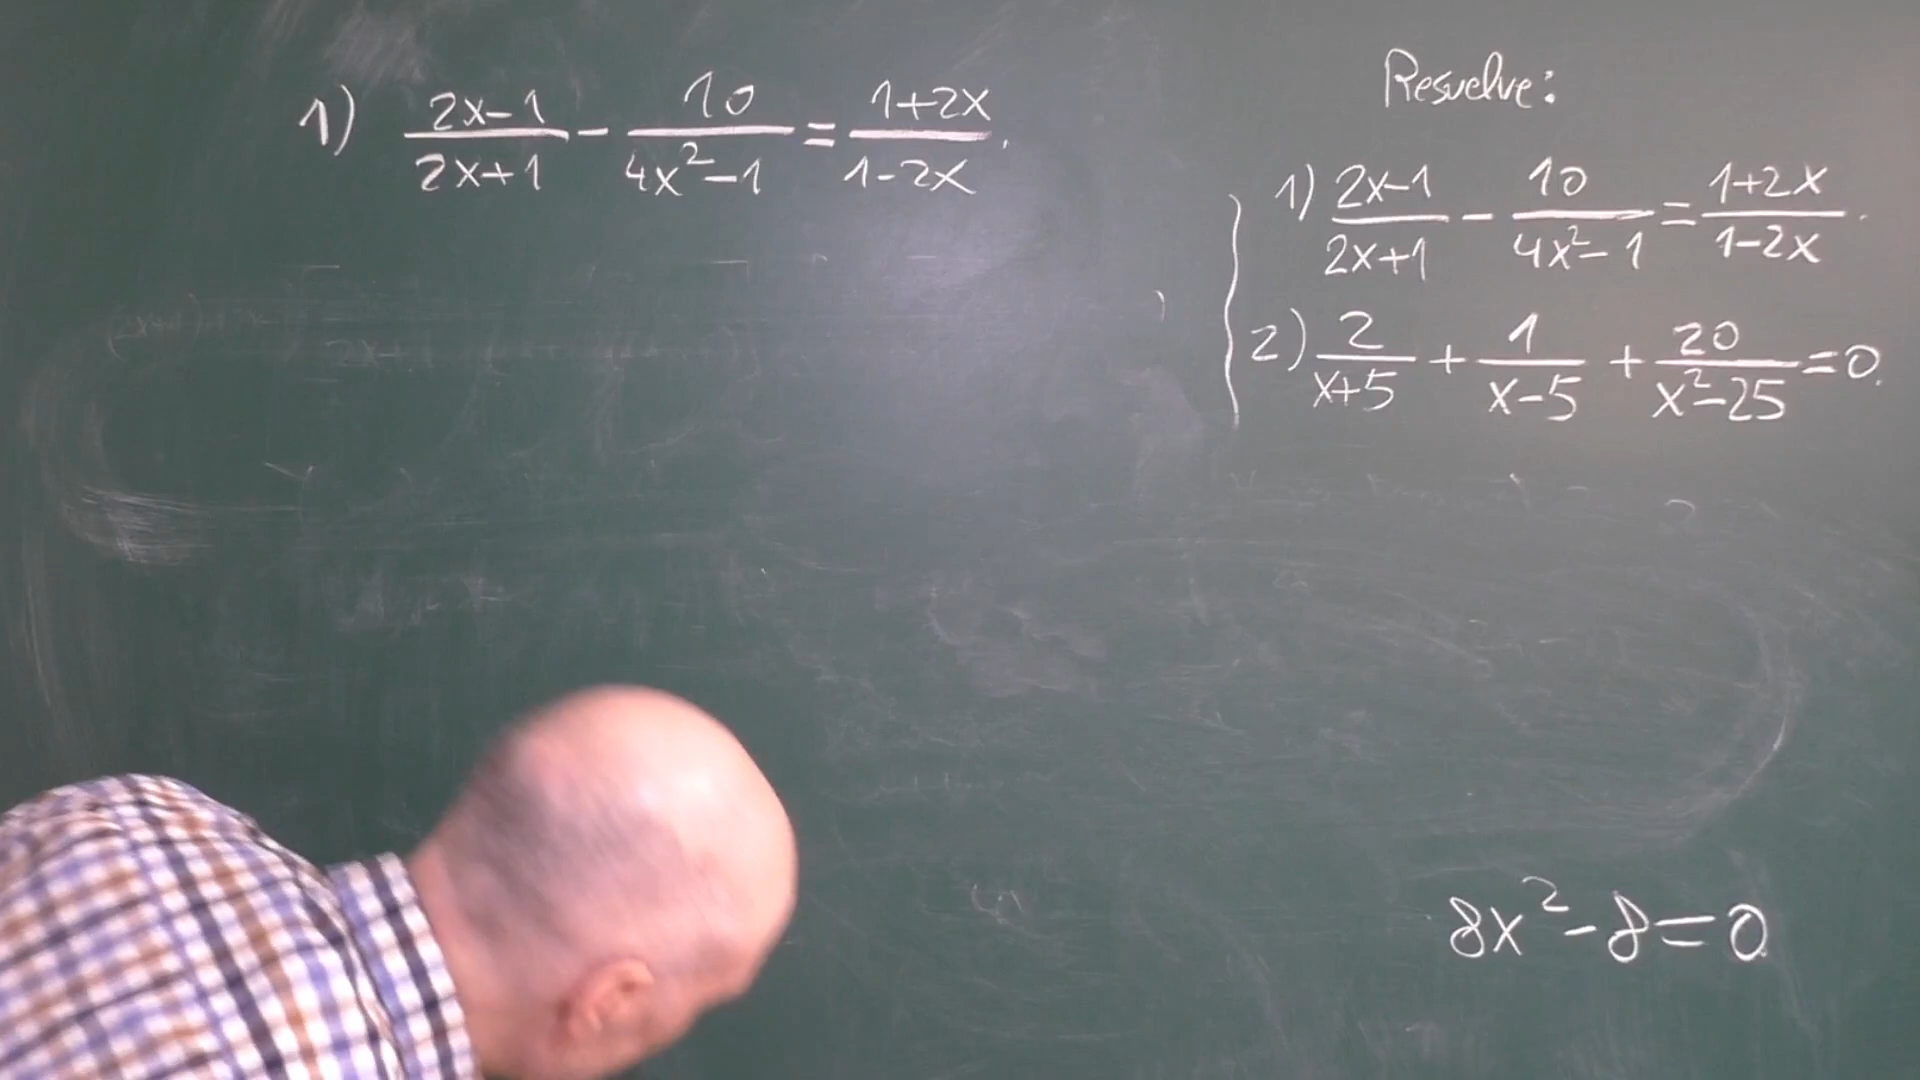 1) (2x-1)/(2x+1) - 10/(4x²-1) = (1+2x)/(1-2x).
Resuelve:
1) (2x-1)/(2x+1) - 10/(4x²-1) = (1+2x)/(1-2x).
2) 2/(x+5) + 1/(x-5) + 20/(x²-25) = 0.
8x²-8=0